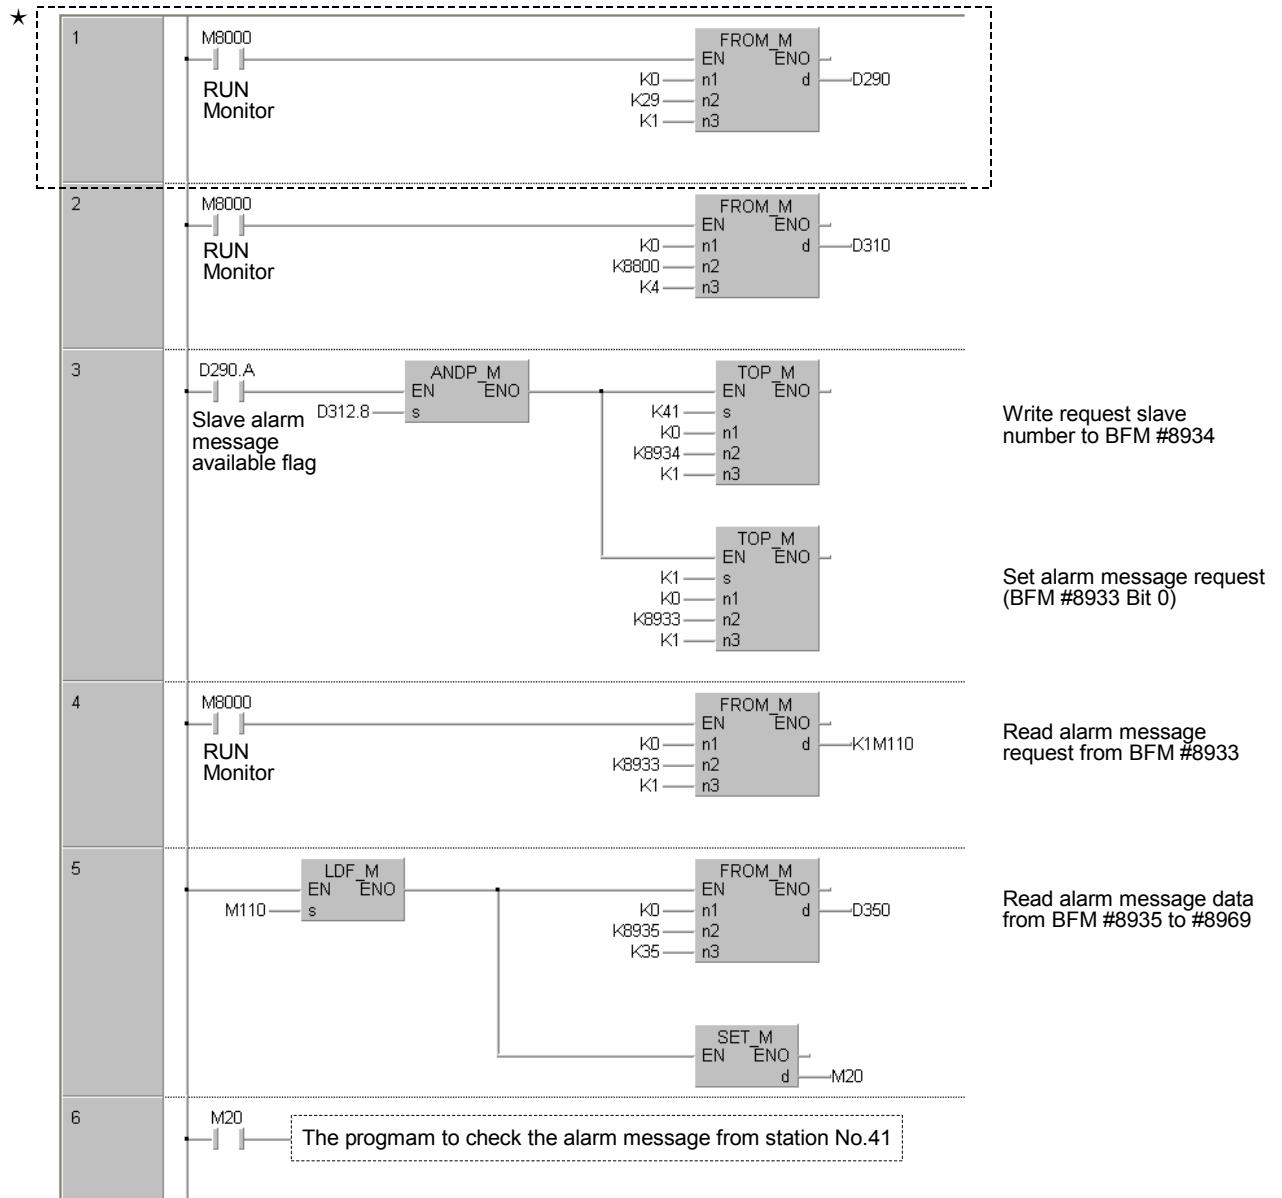 ★
1
M8000
RUN
Monitor
FROM_M
EN ENO
K0 n1 d D290
K29 n2
K1 n3
2
M8000
RUN
Monitor
FROM_M
EN ENO
K0 n1 d D310
K8800 n2
K4 n3
3
D290.A
Slave alarm
message
available flag
ANDP_M
EN ENO
D312.8 s
TOP_M
EN ENO
K41 s
K0 n1
K8934 n2
K1 n3
Write request slave
number to BFM #8934
TOP_M
EN ENO
K1 s
K0 n1
K8933 n2
K1 n3
Set alarm message request
(BFM #8933 Bit 0)
4
M8000
RUN
Monitor
FROM_M
EN ENO
K0 n1 d K1M110
K8933 n2
K1 n3
Read alarm message
request from BFM #8933
5
LDF_M
EN ENO
M110 s
FROM_M
EN ENO
K0 n1 d D350
K8935 n2
K35 n3
Read alarm message data
from BFM #8935 to #8969
SET_M
EN ENO
d M20
6
M20
The progmam to check the alarm message from station No.41